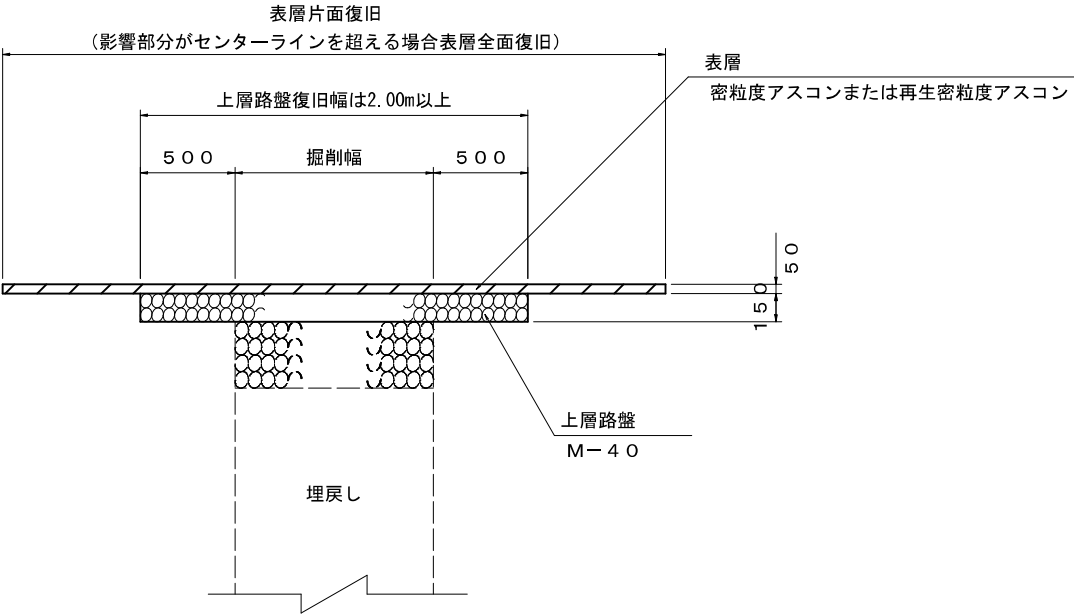 表層片面復旧
（影響部分がセンターラインを超える場合表層全面復旧）
表層
密粒度アスコンまたは再生密粒度アスコン
上層路盤復旧幅は2.00m以上
５００
掘削幅
５００
５０
１５０
上層路盤
Ｍ－４０
埋戻し